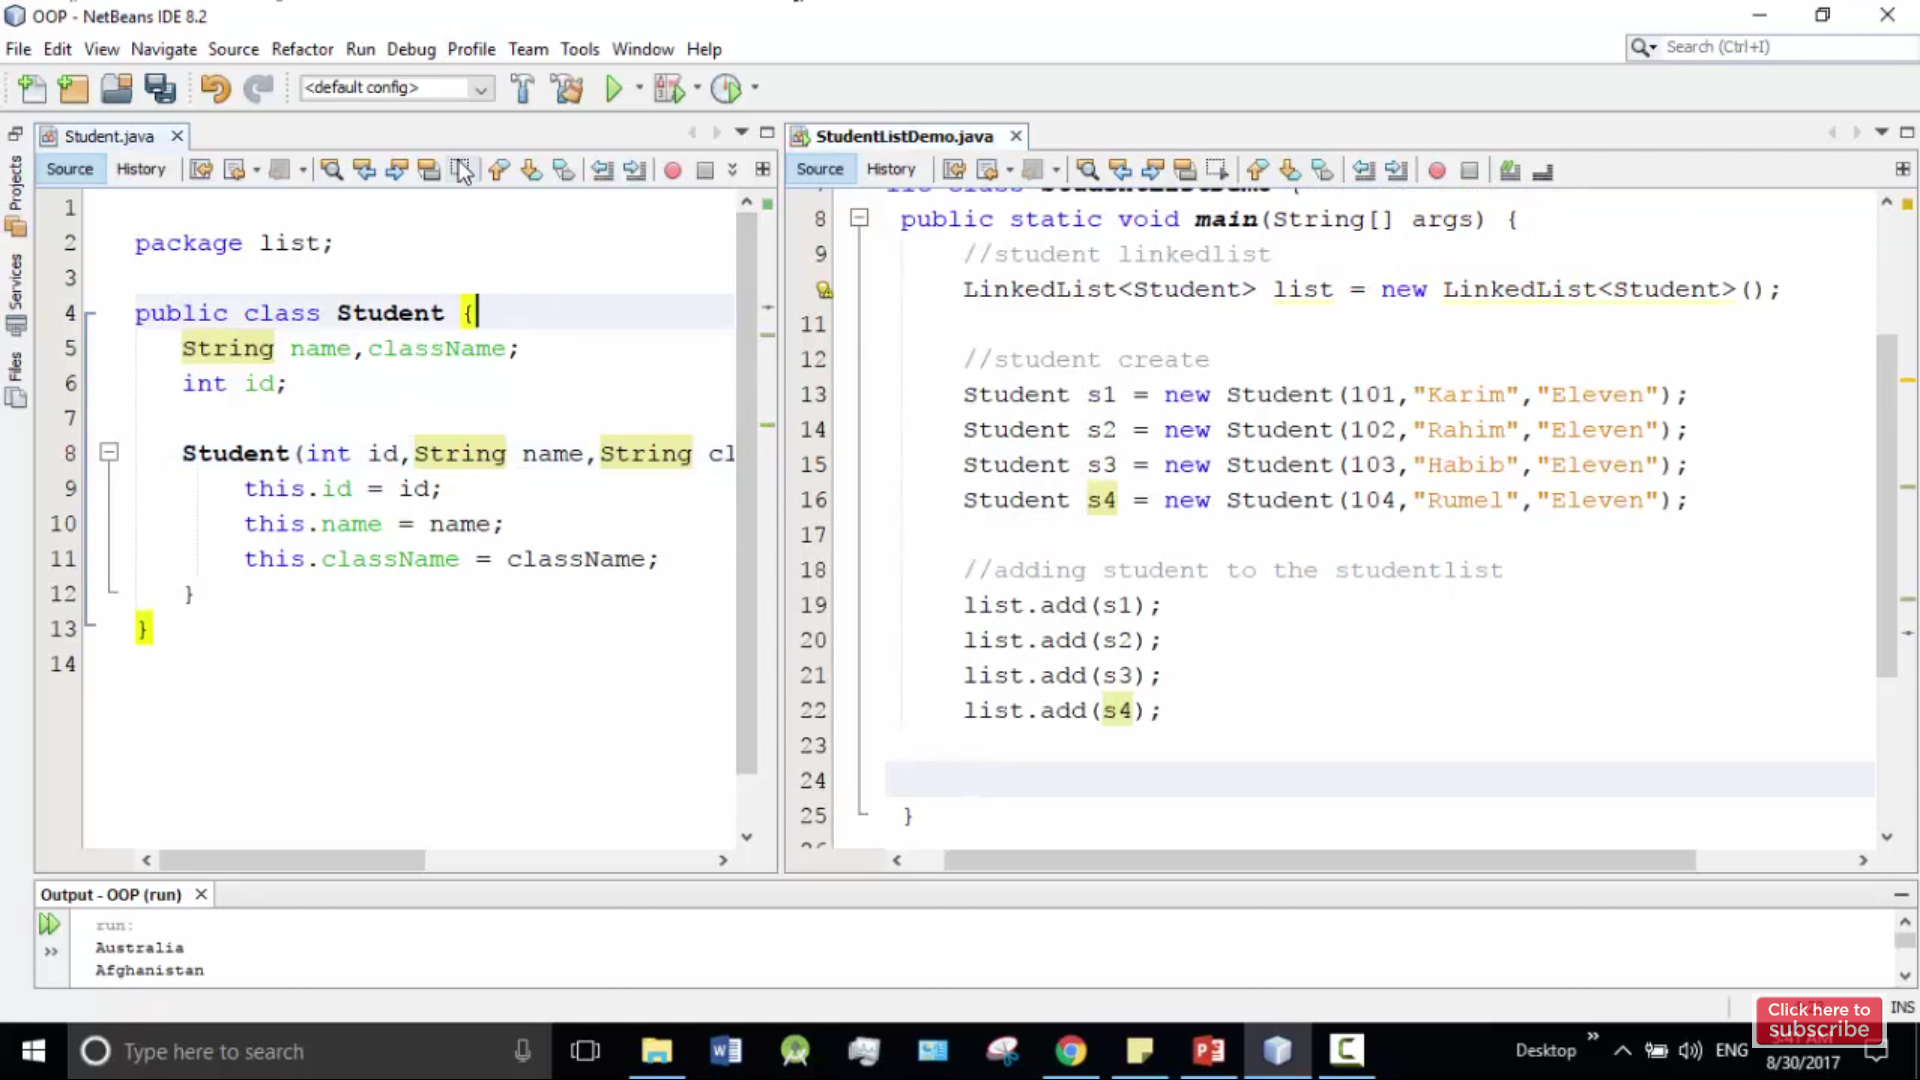 OOP - NetBeans IDE 8.2
File Edit View Navigate Source Refactor Run Debug Profile Team Tools Window Help
Search (Ctrl+I)
<default config>
Student.java
StudentListDemo.java
Source History
Source History
Projects
Services
Files
1
2 package list;
3
4 public class Student {
5 String name,className;
6 int id;
7
8 Student(int id,String name,String cl
9 this.id = id;
10 this.name = name;
11 this.className = className;
12 }
13 }
14
8 public static void main(String[] args) {
9 //student linkedlist
LinkedList<Student> list = new LinkedList<Student>();
11
12 //student create
13 Student s1 = new Student(101,"Karim","Eleven");
14 Student s2 = new Student(102,"Rahim","Eleven");
15 Student s3 = new Student(103,"Habib","Eleven");
16 Student s4 = new Student(104,"Rumel","Eleven");
17
18 //adding student to the studentlist
19 list.add(s1);
20 list.add(s2);
21 list.add(s3);
22 list.add(s4);
23
24
25 }
Output - OOP (run)
run:
Australia
Afghanistan
INS
Click here to
subscribe
Type here to search
Desktop
ENG
8/30/2017